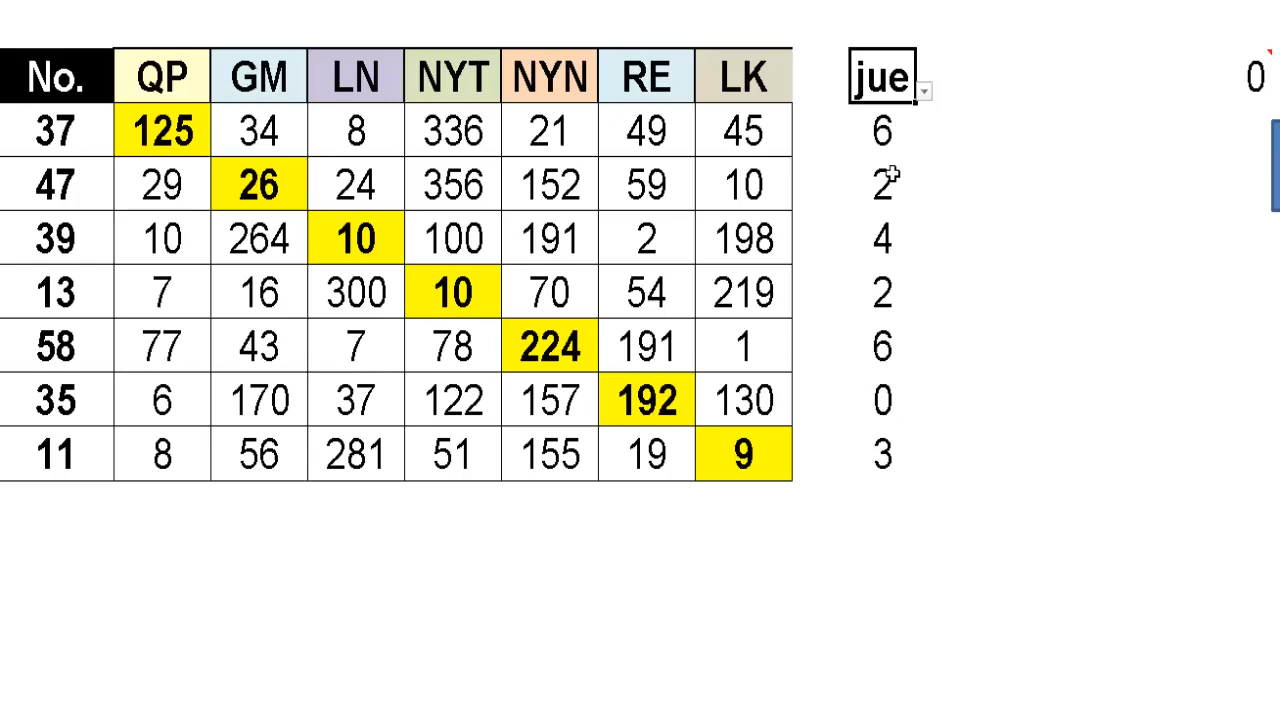 No. QP GM LN NYT NYN RE LK jue 0
37 125 34 8 336 21 49 45 6
47 29 26 24 356 152 59 10 2
39 10 264 10 100 191 2 198 4
13 7 16 300 10 70 54 219 2
58 77 43 7 78 224 191 1 6
35 6 170 37 122 157 192 130 0
11 8 56 281 51 155 19 9 3